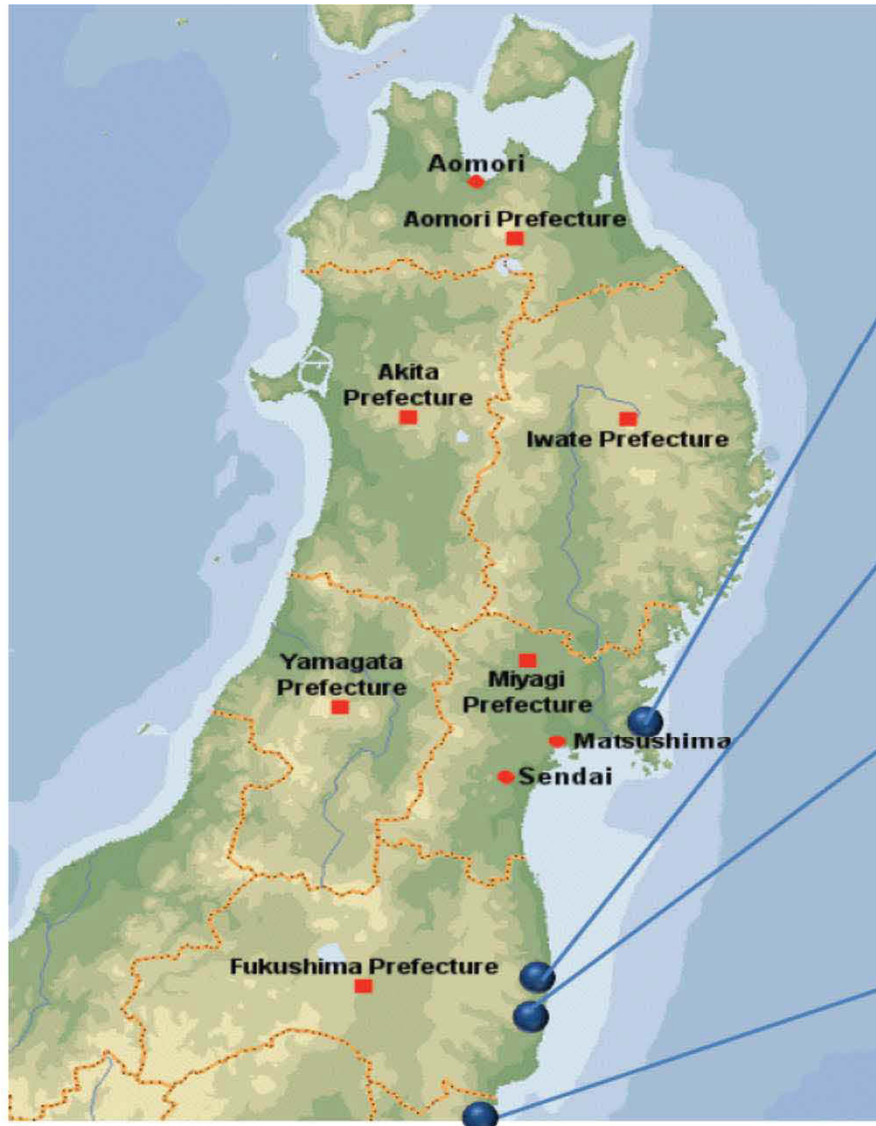 Aomori
Aomori Prefecture
Akita
Prefecture
Iwate Prefecture
Yamagata
Prefecture
Miyagi
Prefecture
Matsushima
Sendai
Fukushima Prefecture